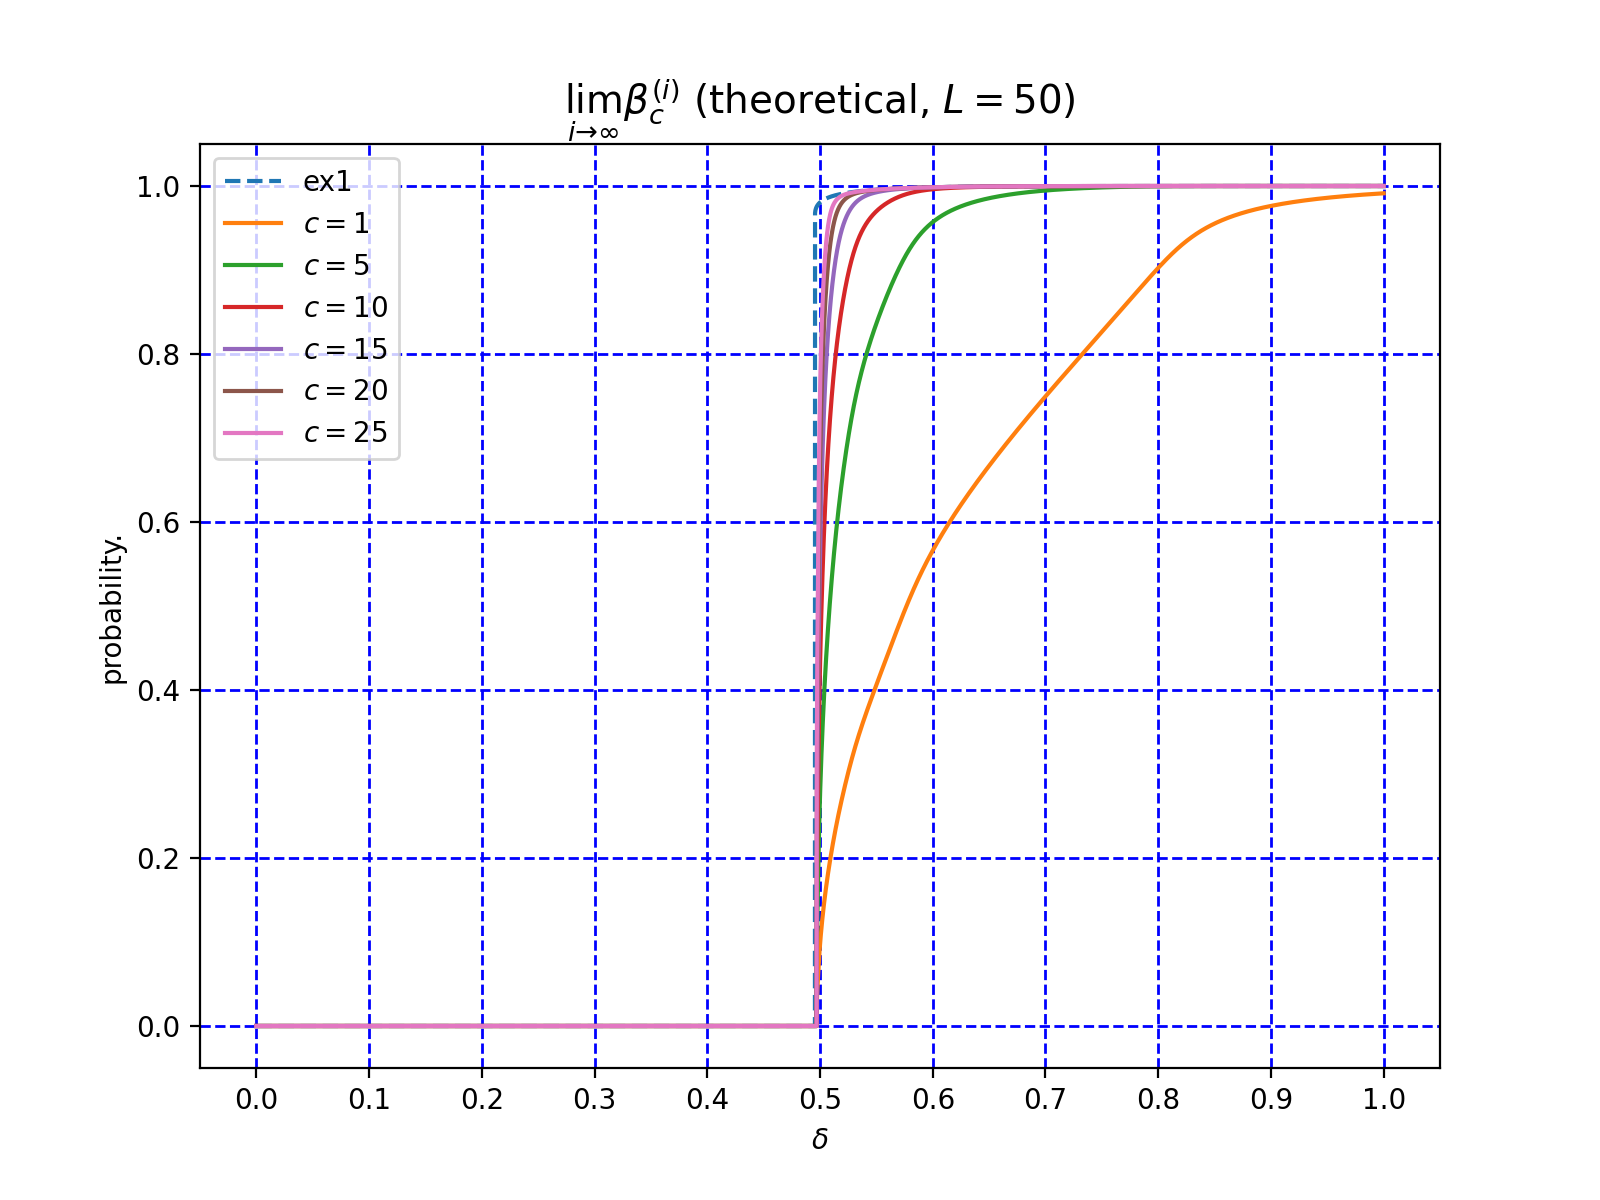 lim β_c^(i) (theoretical, L = 50)
i→∞
ex1
c = 1
c = 5
c = 10
c = 15
c = 20
c = 25
1.0
0.8
0.6
0.4
0.2
0.0
probability.
0.0 0.1 0.2 0.3 0.4 0.5 0.6 0.7 0.8 0.9 1.0
δ